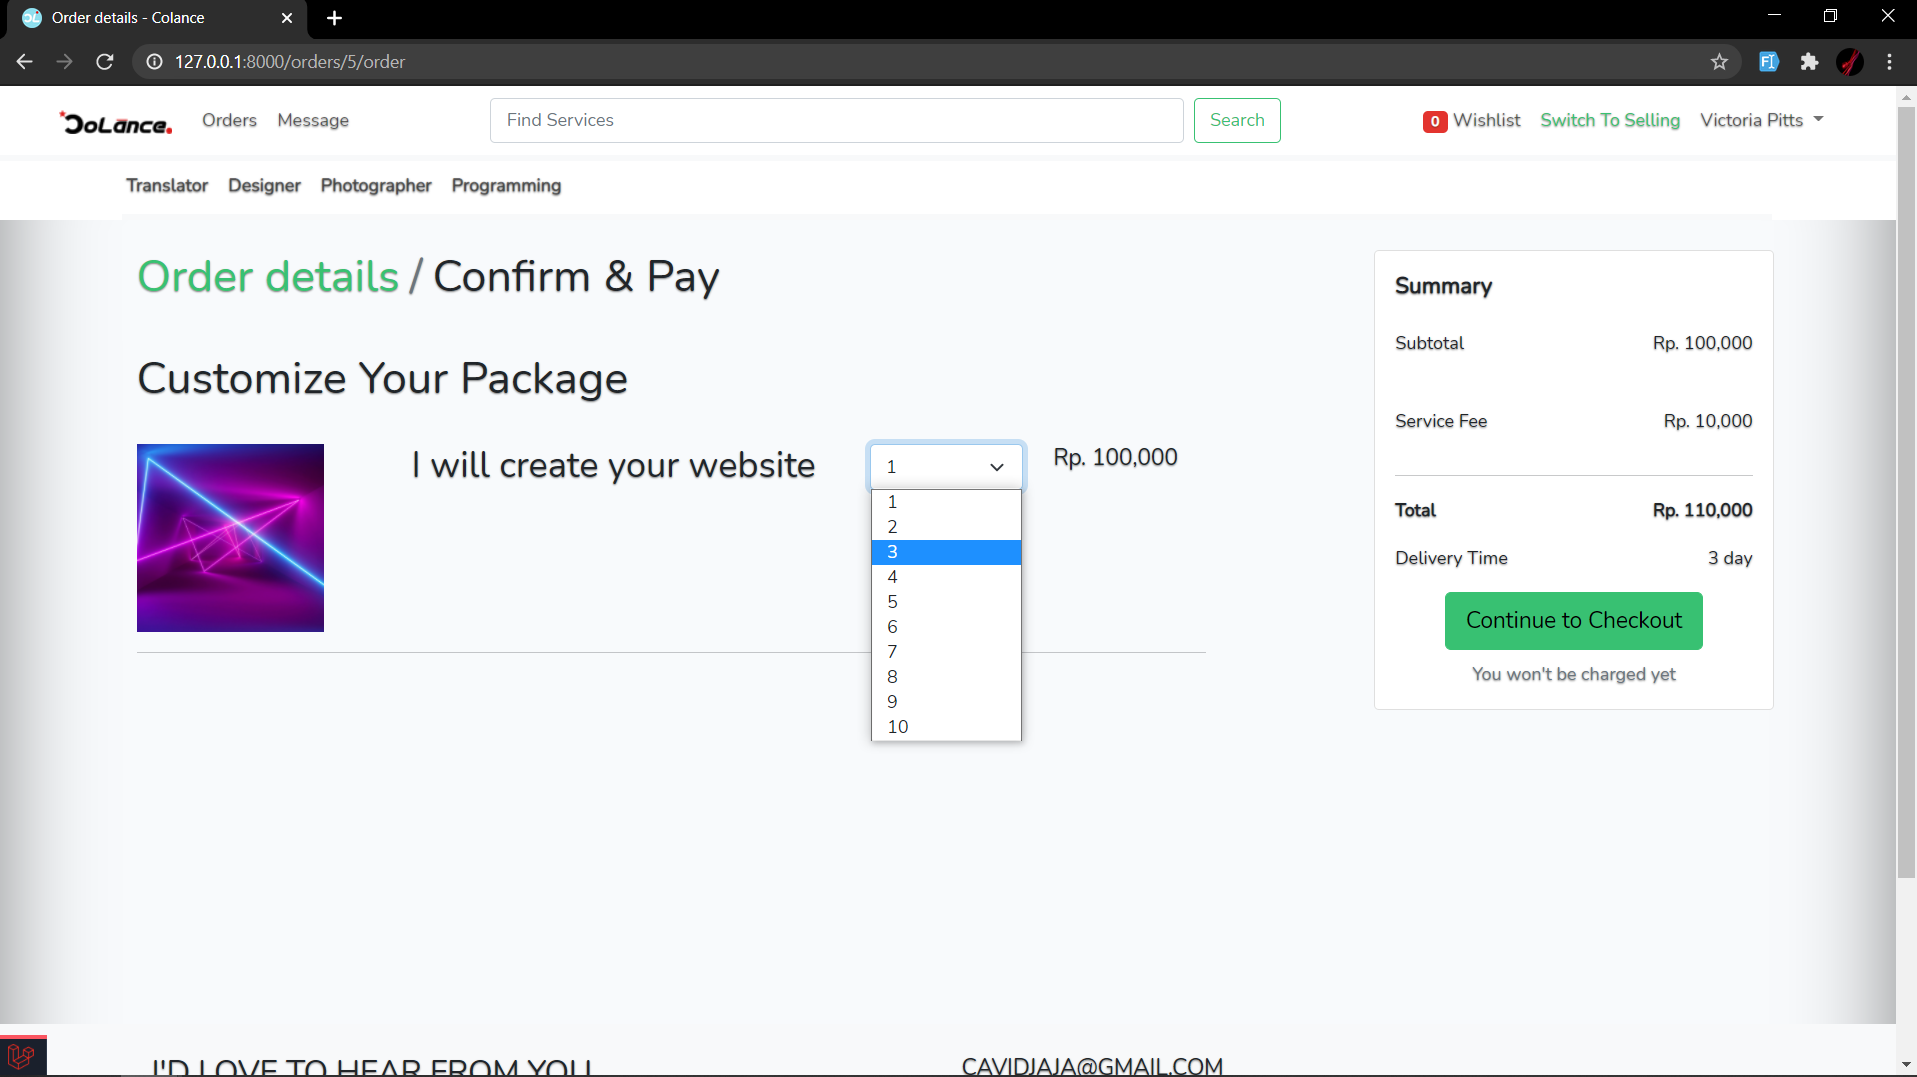 Order details - Colance
127.0.0.1:8000/orders/5/order
CoLance. Orders Message Find Services Search 0 Wishlist Switch To Selling Victoria Pitts
Translator Designer Photographer Programming
Order details / Confirm & Pay
Customize Your Package
I will create your website 1 Rp. 100,000
1
2
3
4
5
6
7
8
9
10
Summary
Subtotal Rp. 100,000
Service Fee Rp. 10,000
Total Rp. 110,000
Delivery Time 3 day
Continue to Checkout
You won't be charged yet
I'D LOVE TO HEAR FROM YOU CAVIDJAJA@GMAIL.COM